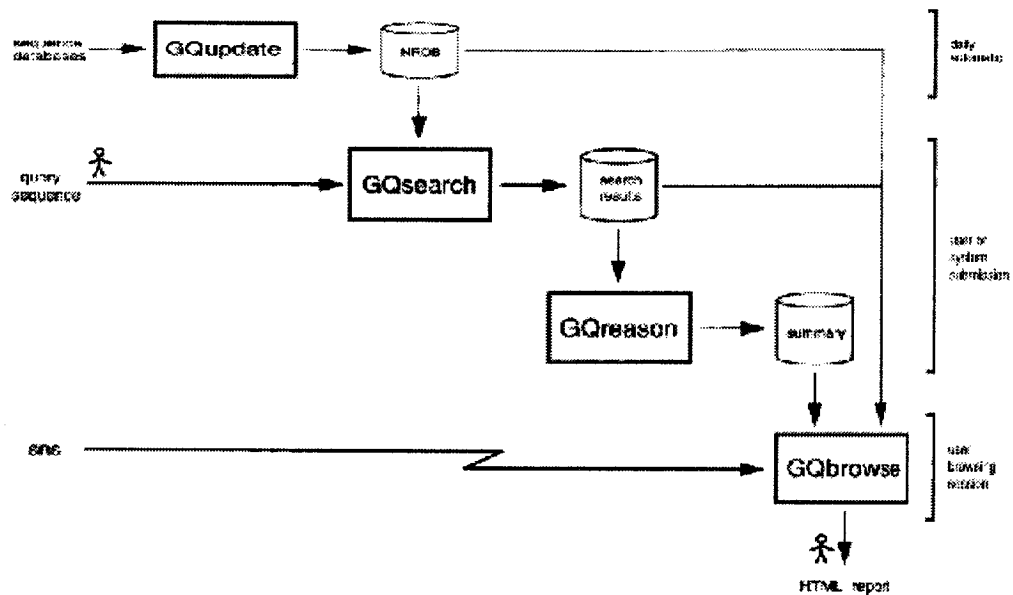 sequence
databases
GQupdate
NRDB
daily
query
sequence
GQsearch
search
results
user or
system
submission
GQreason
summary
GQbrowse
user
browsing
session
HTML report